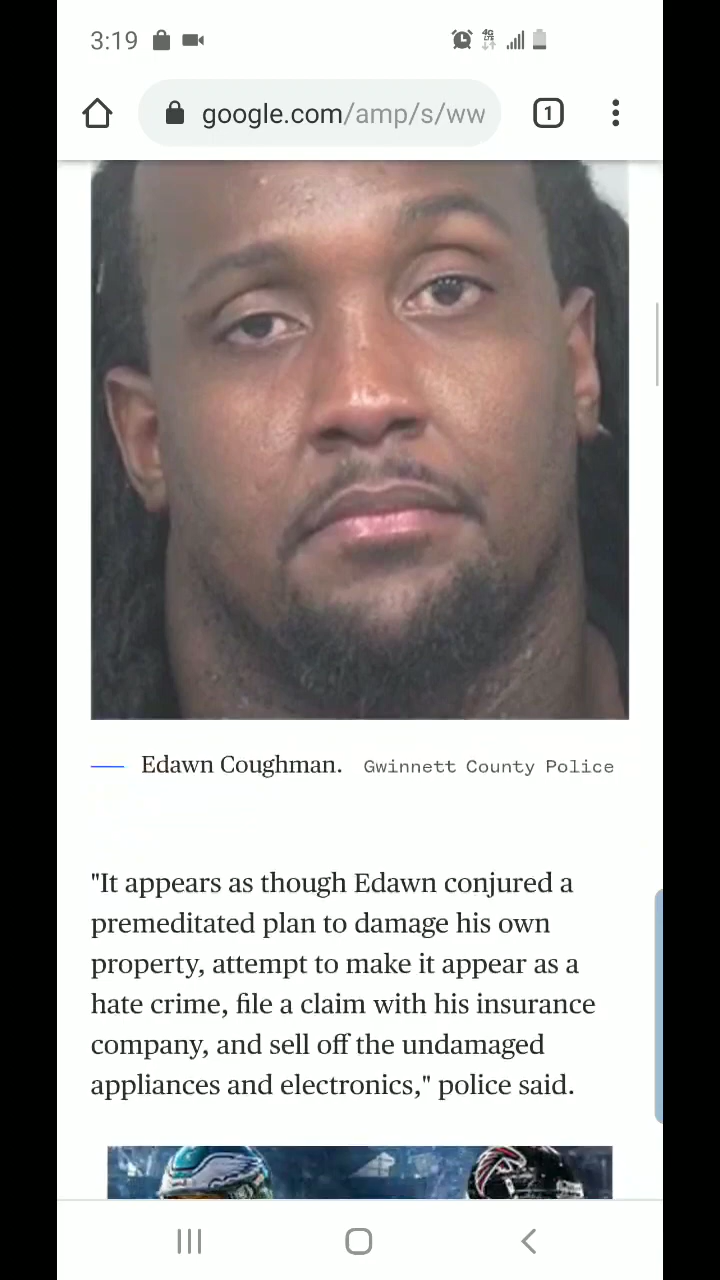 3:19
4G
LTE
google.com/amp/s/ww
1
Edawn Coughman. Gwinnett County Police
"It appears as though Edawn conjured a
premeditated plan to damage his own
property, attempt to make it appear as a
hate crime, file a claim with his insurance
company, and sell off the undamaged
appliances and electronics," police said.